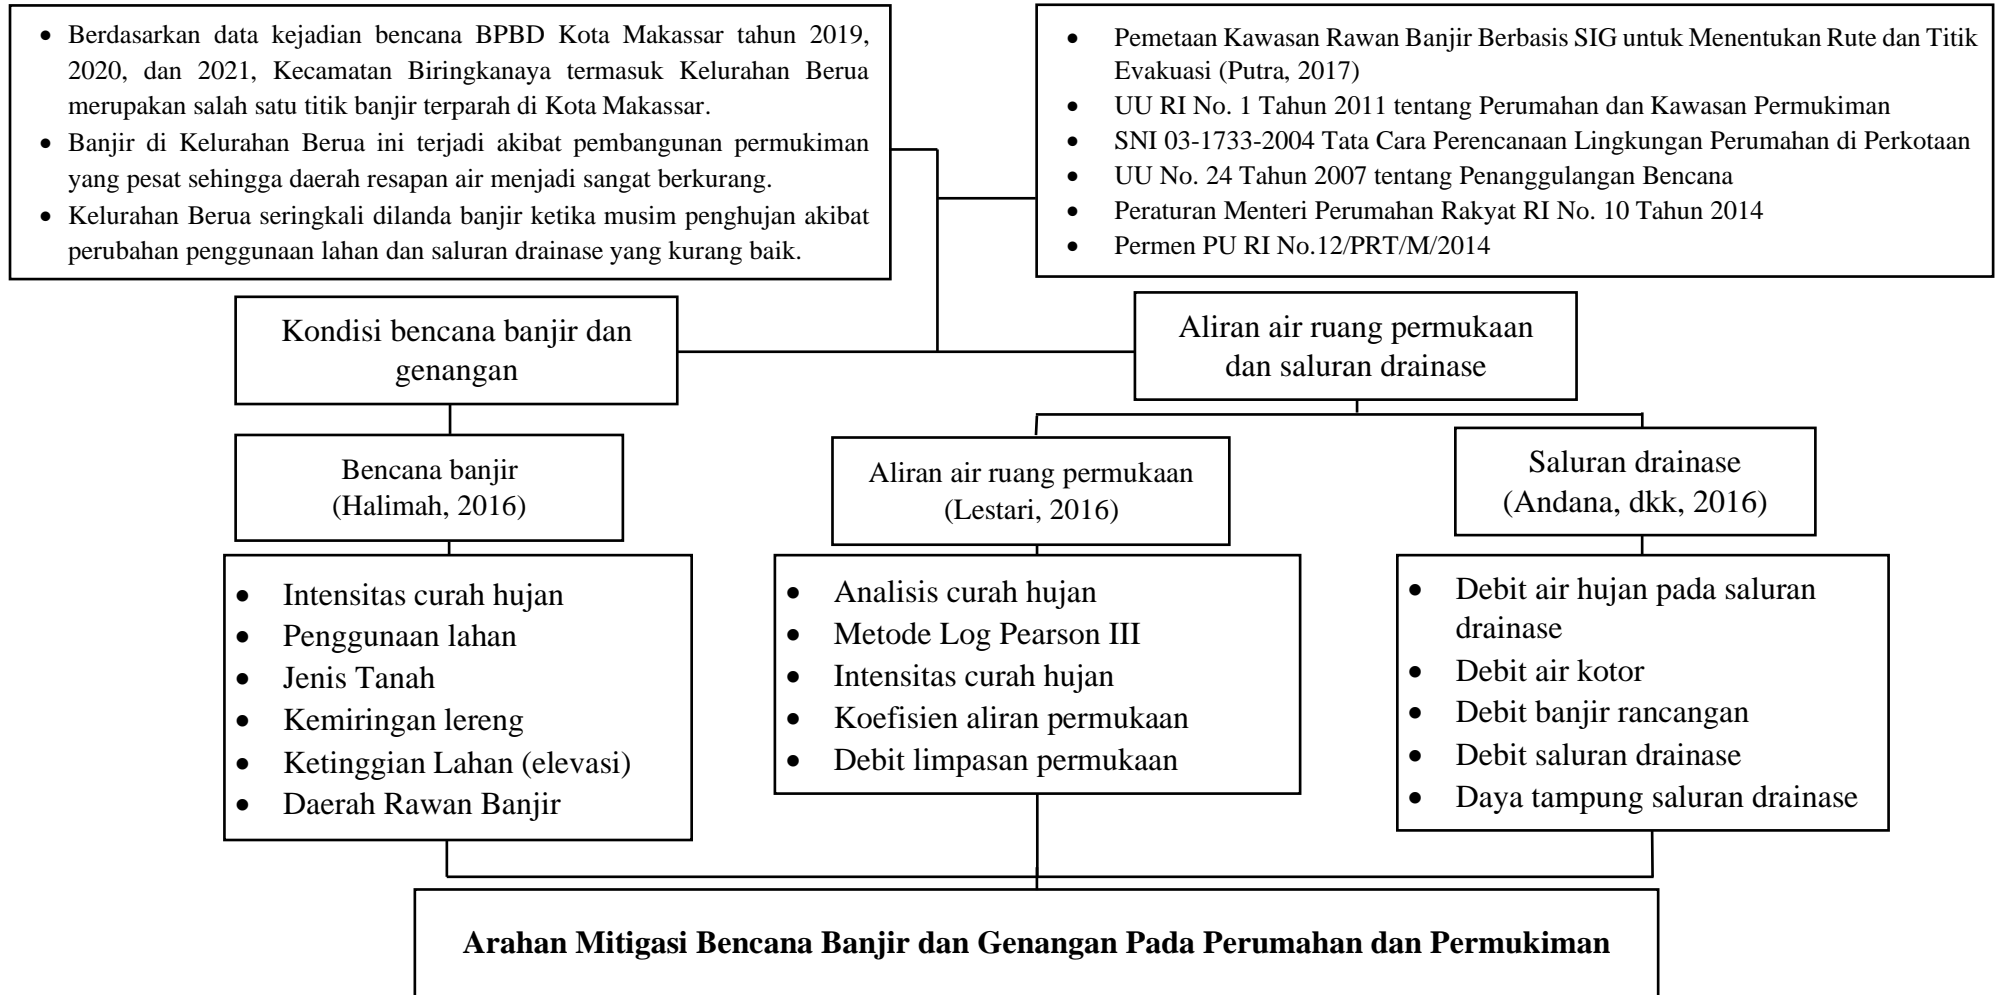 • Berdasarkan data kejadian bencana BPBD Kota Makassar tahun 2019,
2020, dan 2021, Kecamatan Biringkanaya termasuk Kelurahan Berua
merupakan salah satu titik banjir terparah di Kota Makassar.
• Banjir di Kelurahan Berua ini terjadi akibat pembangunan permukiman
yang pesat sehingga daerah resapan air menjadi sangat berkurang.
• Kelurahan Berua seringkali dilanda banjir ketika musim penghujan akibat
perubahan penggunaan lahan dan saluran drainase yang kurang baik.
• Pemetaan Kawasan Rawan Banjir Berbasis SIG untuk Menentukan Rute dan Titik
Evakuasi (Putra, 2017)
• UU RI No. 1 Tahun 2011 tentang Perumahan dan Kawasan Permukiman
• SNI 03-1733-2004 Tata Cara Perencanaan Lingkungan Perumahan di Perkotaan
• UU No. 24 Tahun 2007 tentang Penanggulangan Bencana
• Peraturan Menteri Perumahan Rakyat RI No. 10 Tahun 2014
• Permen PU RI No.12/PRT/M/2014
Kondisi bencana banjir dan
genangan
Aliran air ruang permukaan
dan saluran drainase
Bencana banjir
(Halimah, 2016)
Aliran air ruang permukaan
(Lestari, 2016)
Saluran drainase
(Andana, dkk, 2016)
• Intensitas curah hujan
• Penggunaan lahan
• Jenis Tanah
• Kemiringan lereng
• Ketinggian Lahan (elevasi)
• Daerah Rawan Banjir
• Analisis curah hujan
• Metode Log Pearson III
• Intensitas curah hujan
• Koefisien aliran permukaan
• Debit limpasan permukaan
• Debit air hujan pada saluran
drainase
• Debit air kotor
• Debit banjir rancangan
• Debit saluran drainase
• Daya tampung saluran drainase
Arahan Mitigasi Bencana Banjir dan Genangan Pada Perumahan dan Permukiman